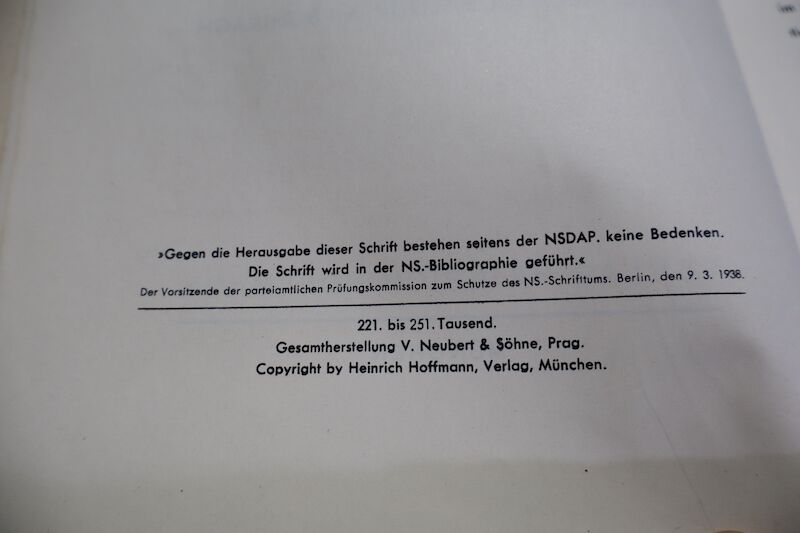 »Gegen die Herausgabe dieser Schrift bestehen seitens der NSDAP. keine Bedenken.
Die Schrift wird in der NS.-Bibliographie geführt.«
Der Vorsitzende der parteiamtlichen Prüfungskommission zum Schutze des NS.-Schrifttums. Berlin, den 9. 3. 1938.
221. bis 251. Tausend.
Gesamtherstellung V. Neubert & Söhne, Prag.
Copyright by Heinrich Hoffmann, Verlag, München.